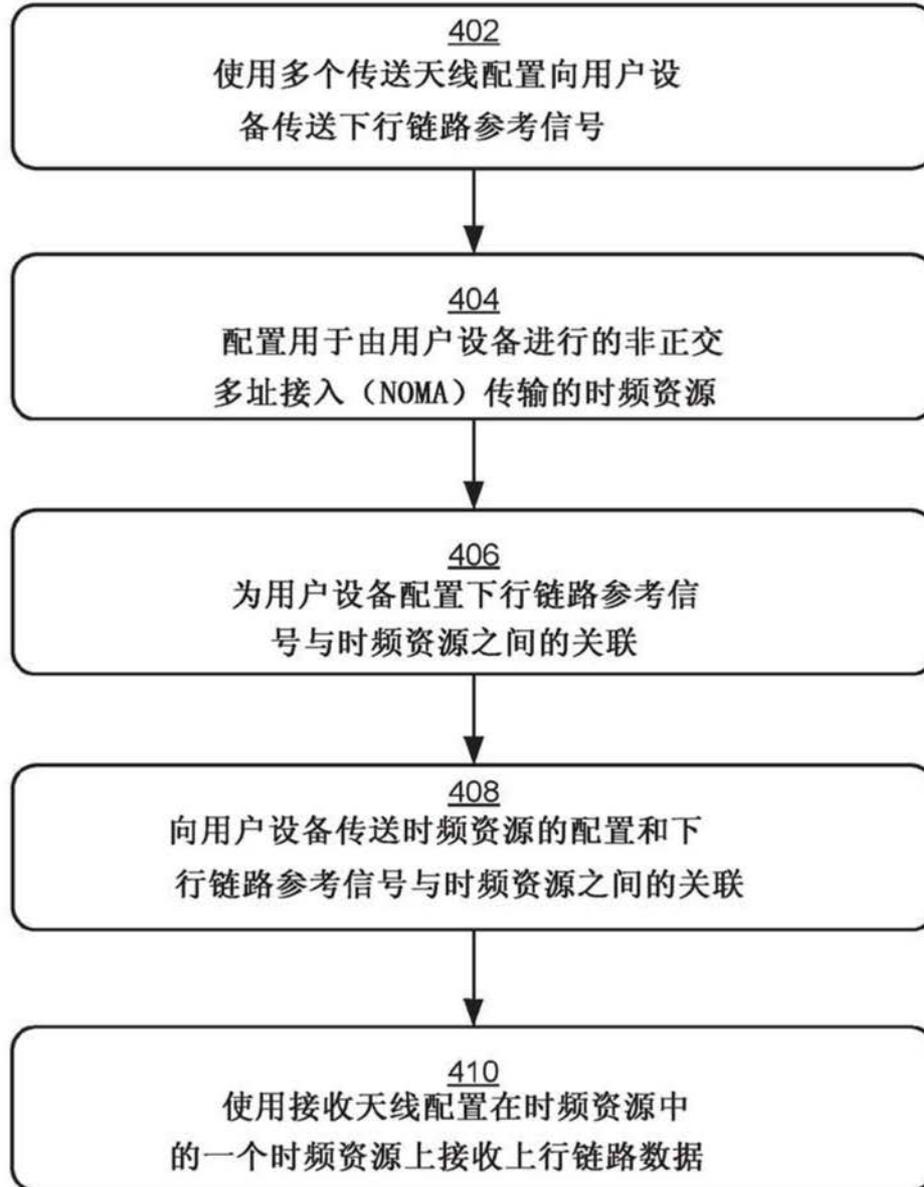 402
使用多个传送天线配置向用户设
备传送下行链路参考信号
404
配置用于由用户设备进行的非正交
多址接入（NOMA）传输的时频资源
406
为用户设备配置下行链路参考信
号与时频资源之间的关联
408
向用户设备传送时频资源的配置和下
行链路参考信号与时频资源之间的关联
410
使用接收天线配置在时频资源中
的一个时频资源上接收上行链路数据